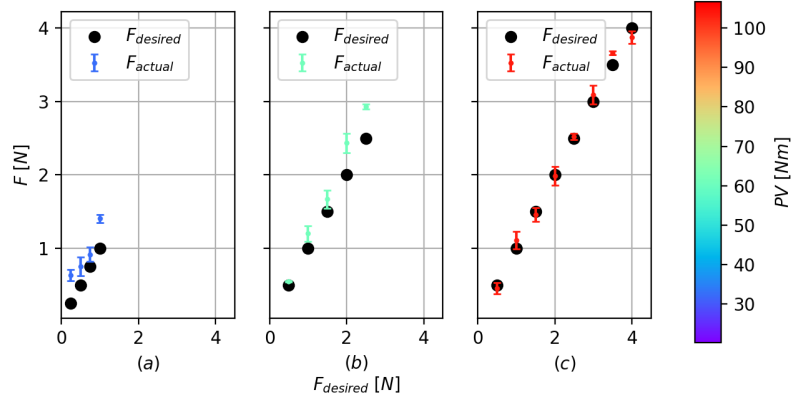 F [N]
4
3
2
1
F_desired
F_actual
F_desired
F_actual
F_desired
F_actual
0 2 4
0 2 4
0 2 4
(a)
(b)
(c)
F_desired [N]
100
90
80
70
60
50
40
30
PV [Nm]